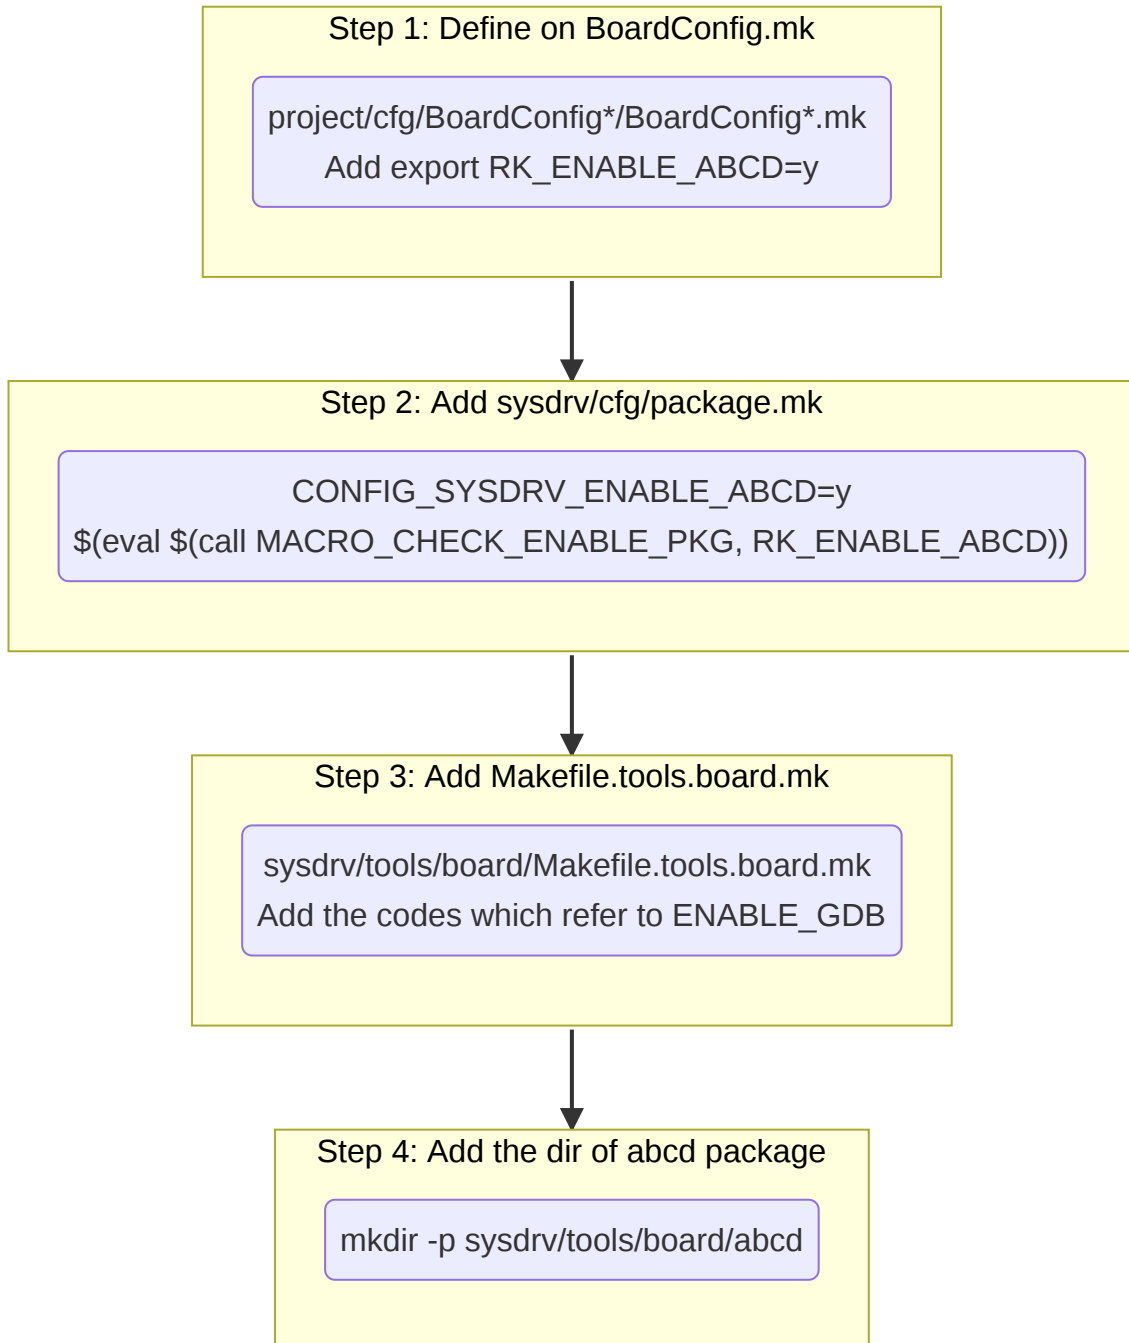 Step 1: Define on BoardConfig.mk
project/cfg/BoardConfig*/BoardConfig*.mk
Add export RK_ENABLE_ABCD=y
Step 2: Add sysdrv/cfg/package.mk
CONFIG_SYSDRV_ENABLE_ABCD=y
$(eval $(call MACRO_CHECK_ENABLE_PKG, RK_ENABLE_ABCD))
Step 3: Add Makefile.tools.board.mk
sysdrv/tools/board/Makefile.tools.board.mk
Add the codes which refer to ENABLE_GDB
Step 4: Add the dir of abcd package
mkdir -p sysdrv/tools/board/abcd